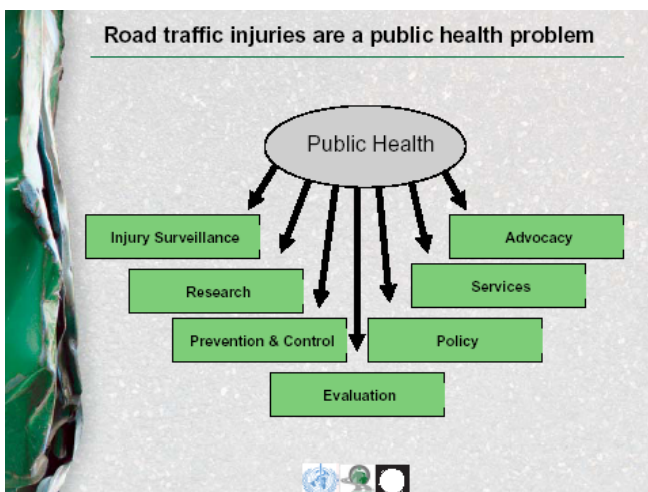 Road traffic injuries are a public health problem
Public Health
Injury Surveillance
Advocacy
Research
Services
Prevention & Control
Policy
Evaluation